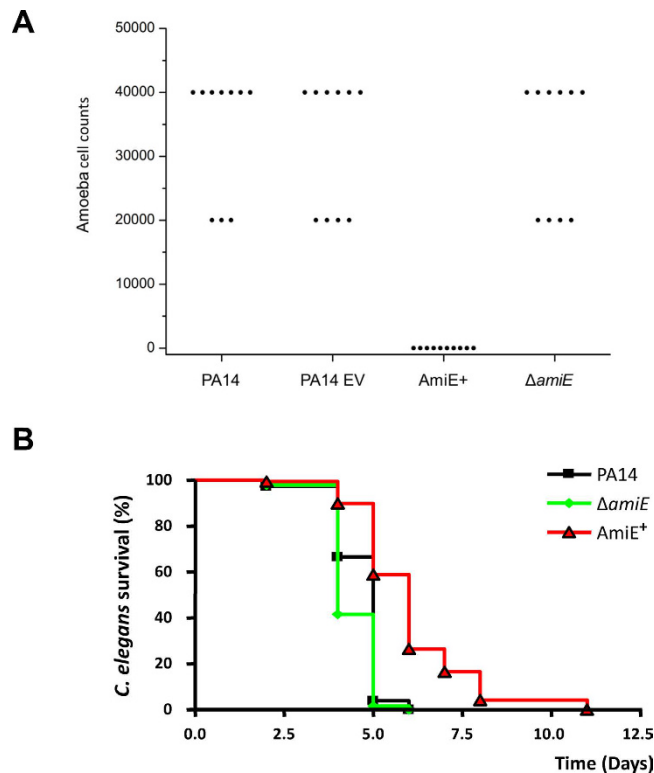 A
50000
40000
30000
20000
10000
0
Amoeba cell counts
PA14
PA14 EV
AmiE+
ΔamiE
B
100
80
60
40
20
0
C. elegans survival (%)
PA14
ΔamiE
AmiE⁺
0.0
2.5
5.0
7.5
10.0
12.5
Time (Days)